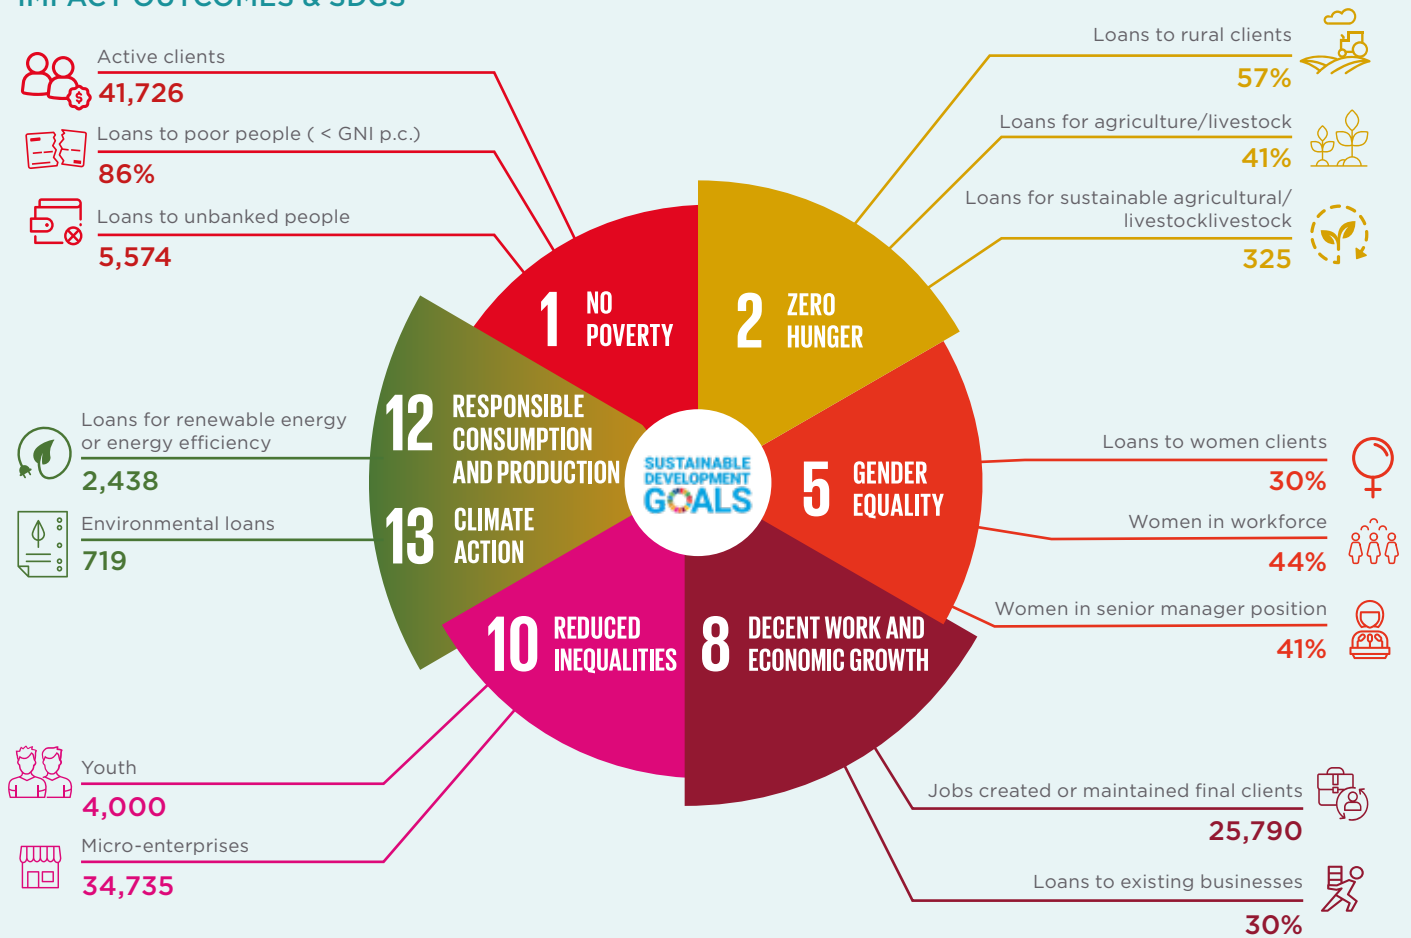 IMPACT OUTCOMES & SDGS
Active clients
41,726
Loans to poor people ( < GNI p.c.)
86%
Loans to unbanked people
5,574
Loans to rural clients
57%
Loans for agriculture/livestock
41%
Loans for sustainable agricultural/
livestocklivestock
325
1 NO
POVERTY
2 ZERO
HUNGER
12 RESPONSIBLE
CONSUMPTION
AND PRODUCTION
13 CLIMATE
ACTION
SUSTAINABLE
DEVELOPMENT
GOALS
5 GENDER
EQUALITY
10 REDUCED
INEQUALITIES
8 DECENT WORK AND
ECONOMIC GROWTH
Loans for renewable energy
or energy efficiency
2,438
Environmental loans
719
Loans to women clients
30%
Women in workforce
44%
Women in senior manager position
41%
Youth
4,000
Micro-enterprises
34,735
Jobs created or maintained final clients
25,790
Loans to existing businesses
30%